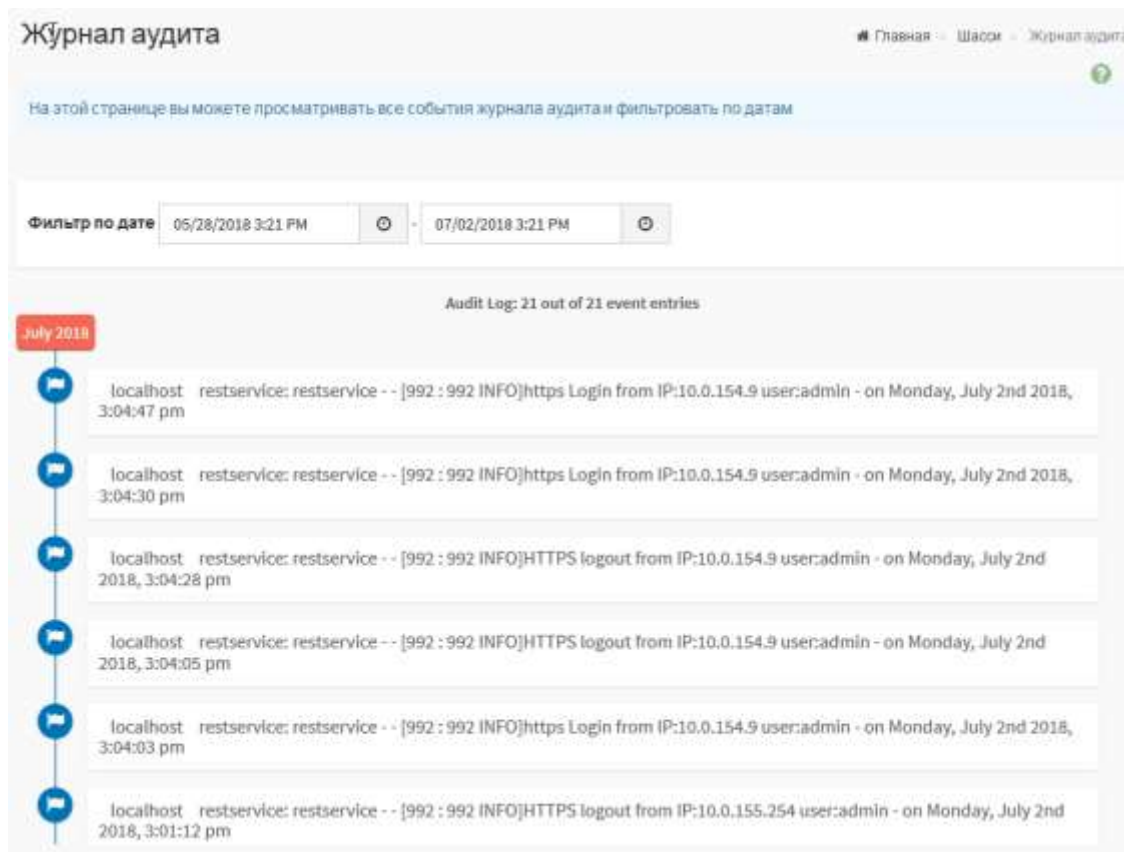 Журнал аудита
Главная - Шасси - Журнал аудита
На этой странице вы можете просматривать все события журнала аудита и фильтровать по датам
Фильтр по дате 05/28/2018 3:21 PM - 07/02/2018 3:21 PM
Audit Log: 21 out of 21 event entries
July 2018
localhost restservice: restservice - - [992 : 992 INFO]https Login from IP:10.0.154.9 user:admin - on Monday, July 2nd 2018,
3:04:47 pm
localhost restservice: restservice - - [992 : 992 INFO]https Login from IP:10.0.154.9 user:admin - on Monday, July 2nd 2018,
3:04:30 pm
localhost restservice: restservice - - [992 : 992 INFO]HTTPS logout from IP:10.0.154.9 user:admin - on Monday, July 2nd
2018, 3:04:28 pm
localhost restservice: restservice - - [992 : 992 INFO]HTTPS logout from IP:10.0.154.9 user:admin - on Monday, July 2nd
2018, 3:04:05 pm
localhost restservice: restservice - - [992 : 992 INFO]https Login from IP:10.0.154.9 user:admin - on Monday, July 2nd 2018,
3:04:03 pm
localhost restservice: restservice - - [992 : 992 INFO]HTTPS logout from IP:10.0.155.254 user:admin - on Monday, July 2nd
2018, 3:01:12 pm